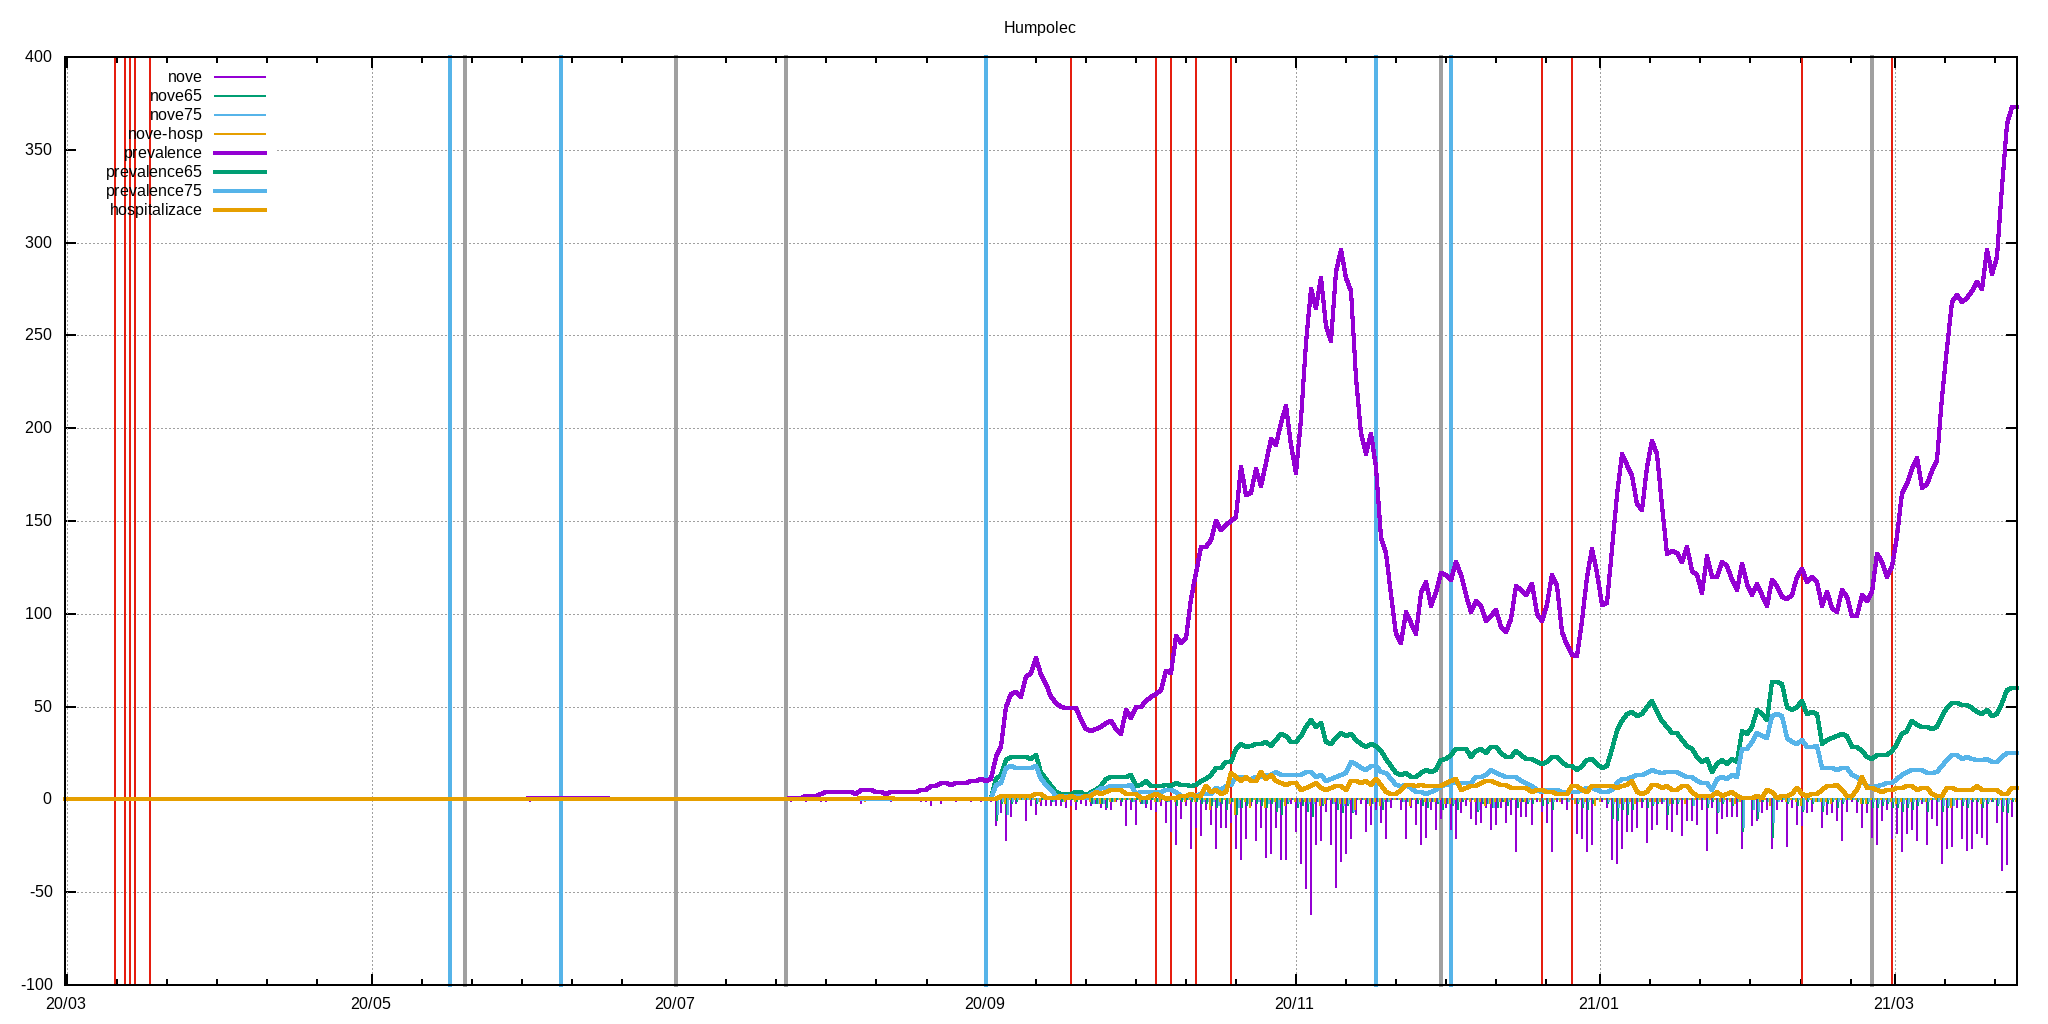 Humpolec
400
nove
nove65
nove75
nove-hosp
350
prevalence
prevalence65
prevalence75
hospitalizace
300
250
200
150
100
50
0
-50
-100
20/03 20/05 20/07 20/09 20/11 21/01 21/03